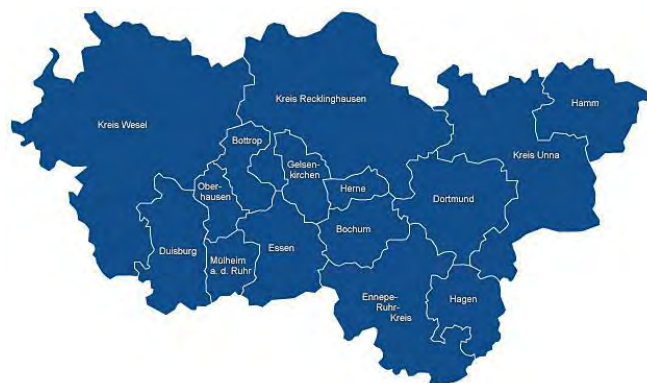 Kreis Recklinghausen
Hamm
Kreis Wesel
Bottrop
Kreis Unna
Gelsen-
kirchen
Ober-
hausen
Herne
Dortmund
Bochum
Duisburg
Essen
Mülheim
a. d. Ruhr
Ennepe-
Ruhr-
Kreis
Hagen